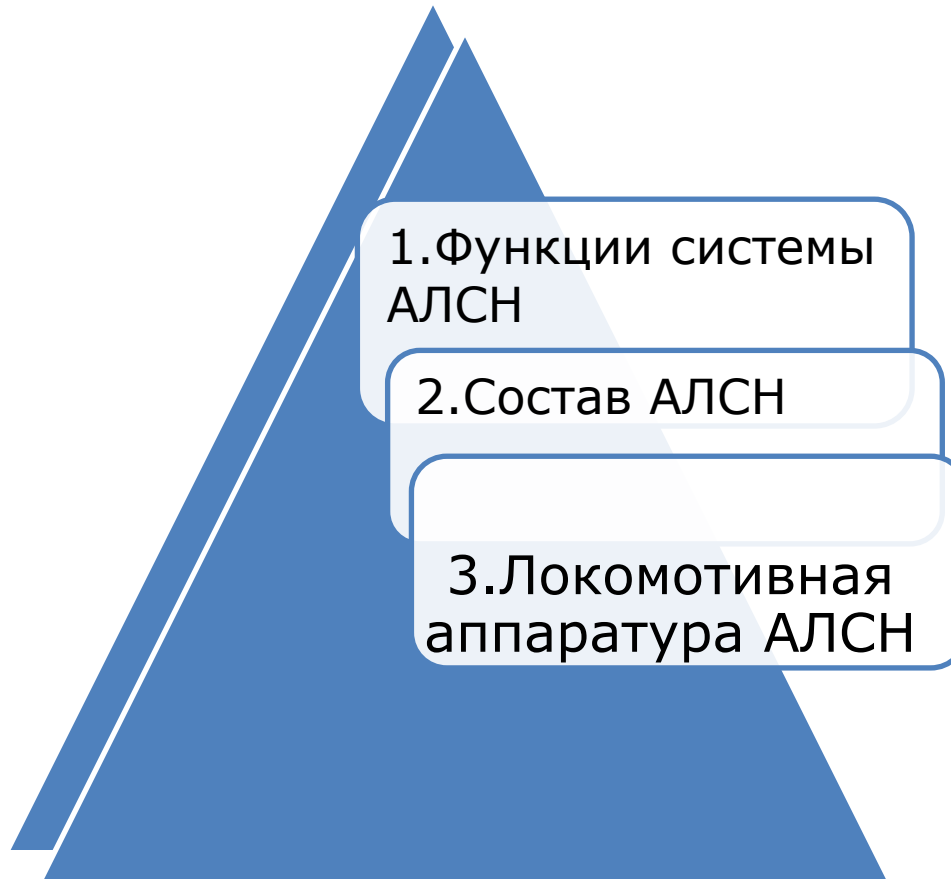 1.Функции системы
АЛСН
2.Состав АЛСН
3.Локомотивная
аппаратура АЛСН